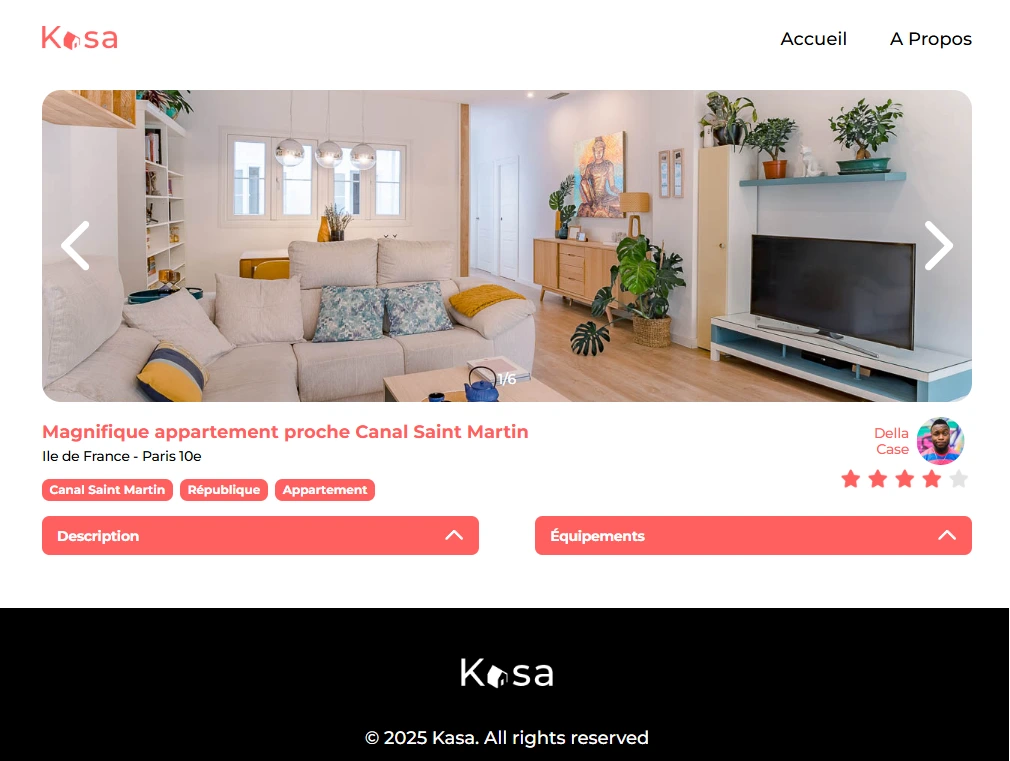 Kasa
Accueil A Propos
1/6
Magnifique appartement proche Canal Saint Martin
Ile de France - Paris 10e
Della
Case
Canal Saint Martin République Appartement
Description
Équipements
Kasa
© 2025 Kasa. All rights reserved